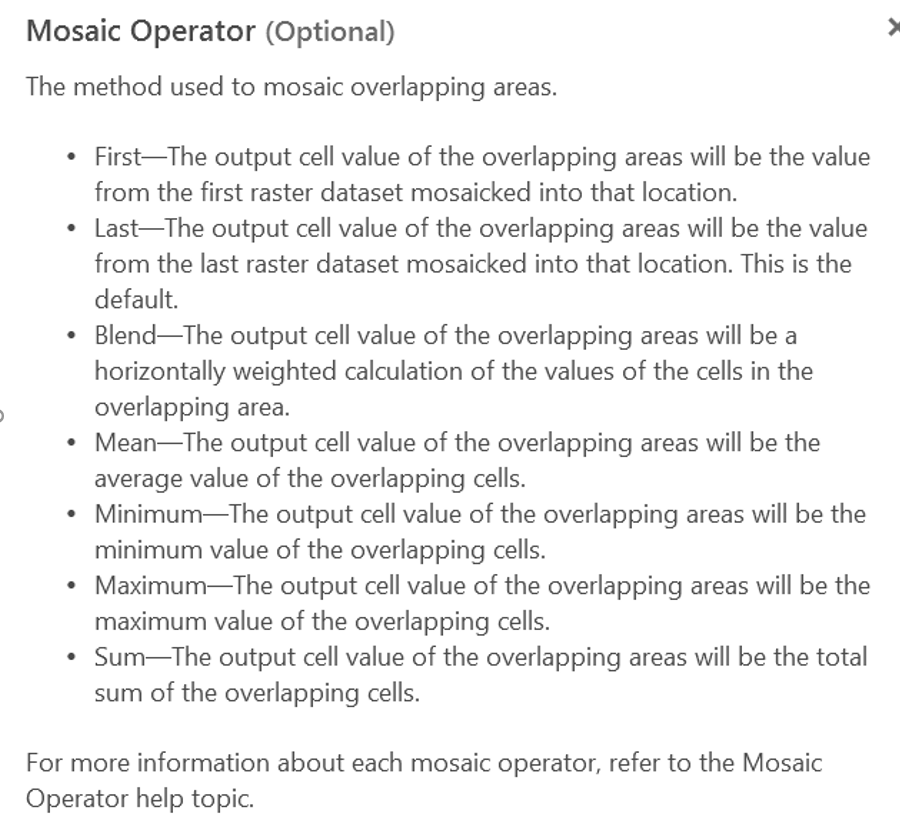 Mosaic Operator (Optional)
The method used to mosaic overlapping areas.
• First—The output cell value of the overlapping areas will be the value
from the first raster dataset mosaicked into that location.
• Last—The output cell value of the overlapping areas will be the value
from the last raster dataset mosaicked into that location. This is the
default.
• Blend—The output cell value of the overlapping areas will be a
horizontally weighted calculation of the values of the cells in the
overlapping area.
• Mean—The output cell value of the overlapping areas will be the
average value of the overlapping cells.
• Minimum—The output cell value of the overlapping areas will be the
minimum value of the overlapping cells.
• Maximum—The output cell value of the overlapping areas will be the
maximum value of the overlapping cells.
• Sum—The output cell value of the overlapping areas will be the total
sum of the overlapping cells.
For more information about each mosaic operator, refer to the Mosaic
Operator help topic.